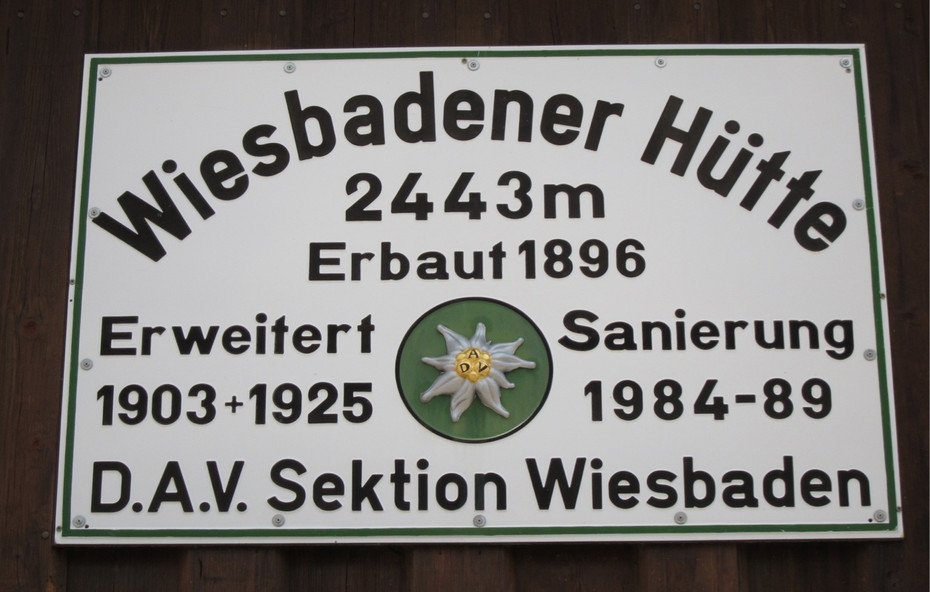 Wiesbadener Hütte
2443m
Erbaut 1896
Erweitert
1903+1925
A
D V
Sanierung
1984-89
D.A.V. Sektion Wiesbaden